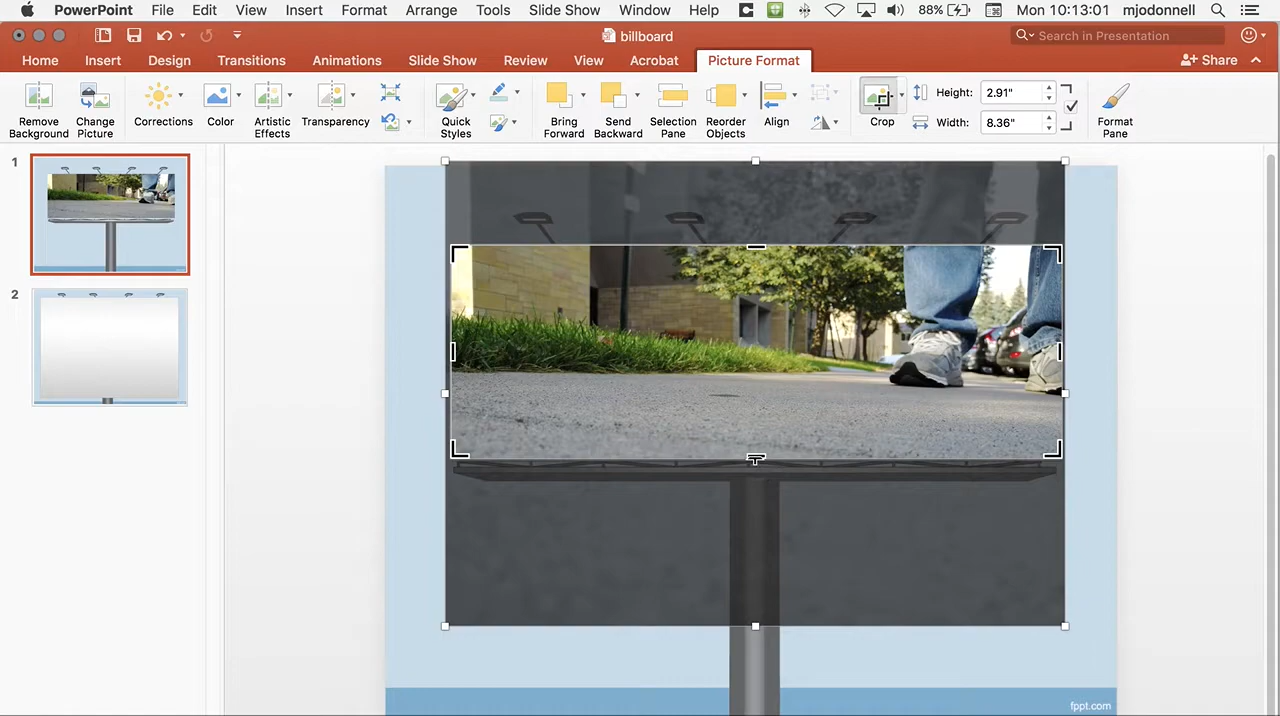 PowerPoint File Edit View Insert Format Arrange Tools Slide Show Window Help 88% Mon 10:13:01 mjodonnell
billboard Search in Presentation
Home Insert Design Transitions Animations Slide Show Review View Acrobat Picture Format Share
Remove Background
Change Picture
Corrections
Color
Artistic Effects
Transparency
Quick Styles
Bring Forward
Send Backward
Selection Pane
Reorder Objects
Align
Crop
Height: 2.91"
Width: 8.36"
Format Pane
1
2
fppt.com